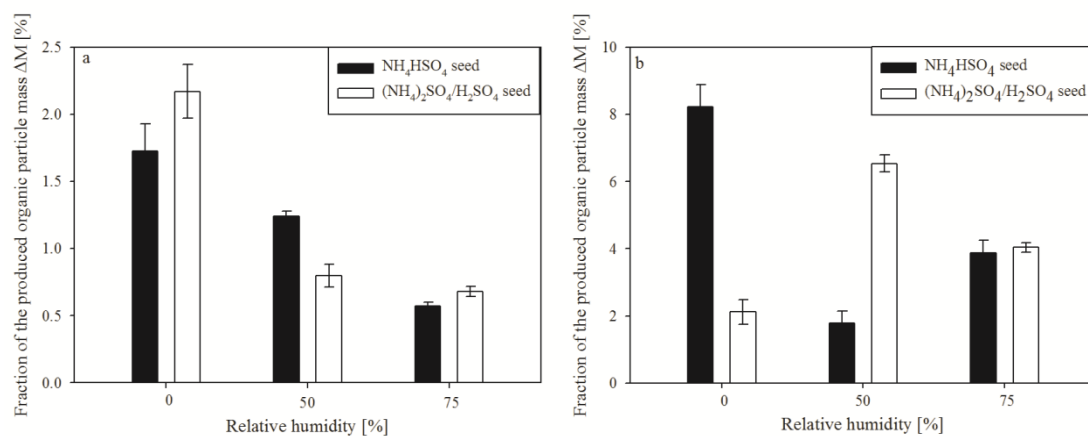 a
NH₄HSO₄ seed
(NH₄)₂SO₄/H₂SO₄ seed
Fraction of the produced organic particle mass ΔM [%]
2.5
2.0
1.5
1.0
0.5
0.0
0 50 75
Relative humidity [%]
b
NH₄HSO₄ seed
(NH₄)₂SO₄/H₂SO₄ seed
Fraction of the produced organic particle mass ΔM [%]
10
8
6
4
2
0
0 50 75
Relative humidity [%]